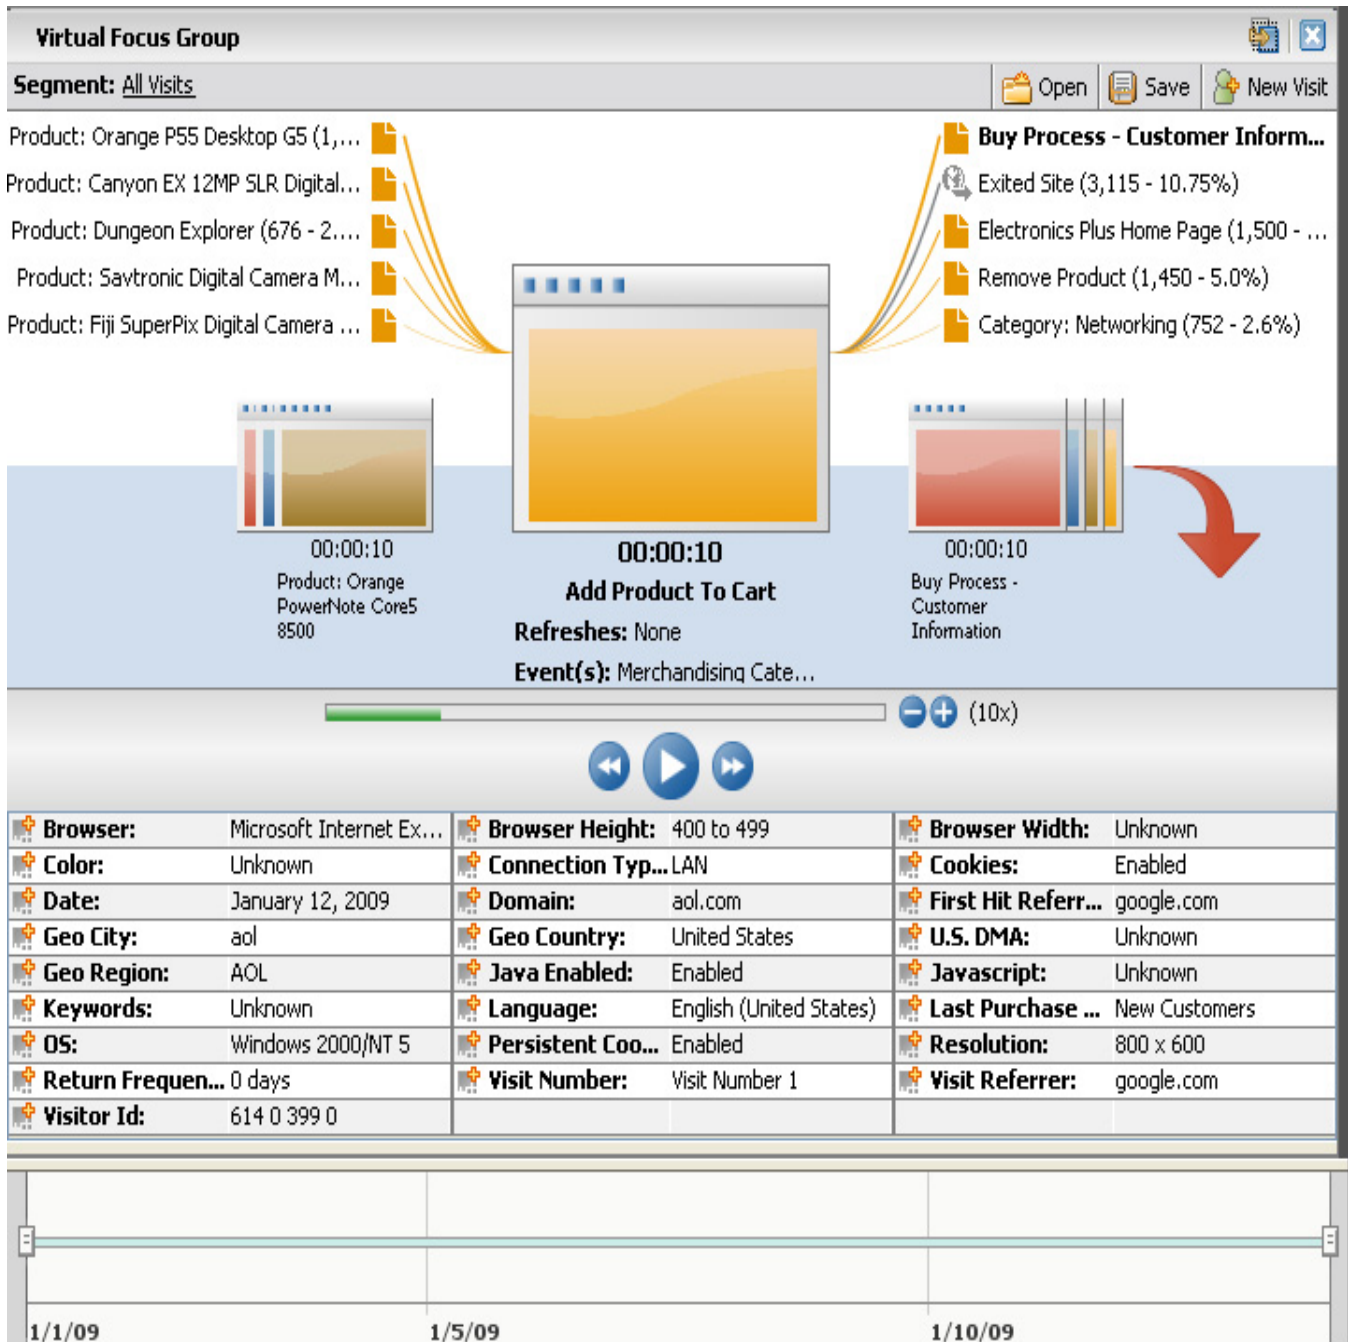 Virtual Focus Group
Segment: All Visits
Open
Save
New Visit
Product: Orange P55 Desktop G5 (1,...
Product: Canyon EX 12MP SLR Digital...
Product: Dungeon Explorer (676 - 2....
Product: Savtronic Digital Camera M...
Product: Fiji SuperPix Digital Camera ...
Buy Process - Customer Inform...
Exited Site (3,115 - 10.75%)
Electronics Plus Home Page (1,500 - ...
Remove Product (1,450 - 5.0%)
Category: Networking (752 - 2.6%)
00:00:10
Product: Orange
PowerNote Core5
8500
00:00:10
Add Product To Cart
Refreshes: None
Event(s): Merchandising Cate...
00:00:10
Buy Process -
Customer
Information
(10x)
Browser: Microsoft Internet Ex... Browser Height: 400 to 499 Browser Width: Unknown
Color: Unknown Connection Typ... LAN Cookies: Enabled
Date: January 12, 2009 Domain: aol.com First Hit Referr... google.com
Geo City: aol Geo Country: United States U.S. DMA: Unknown
Geo Region: AOL Java Enabled: Enabled Javascript: Unknown
Keywords: Unknown Language: English (United States) Last Purchase ... New Customers
OS: Windows 2000/NT 5 Persistent Coo... Enabled Resolution: 800 x 600
Return Frequen... 0 days Visit Number: Visit Number 1 Visit Referrer: google.com
Visitor Id: 614 0 399 0
1/1/09 1/5/09 1/10/09